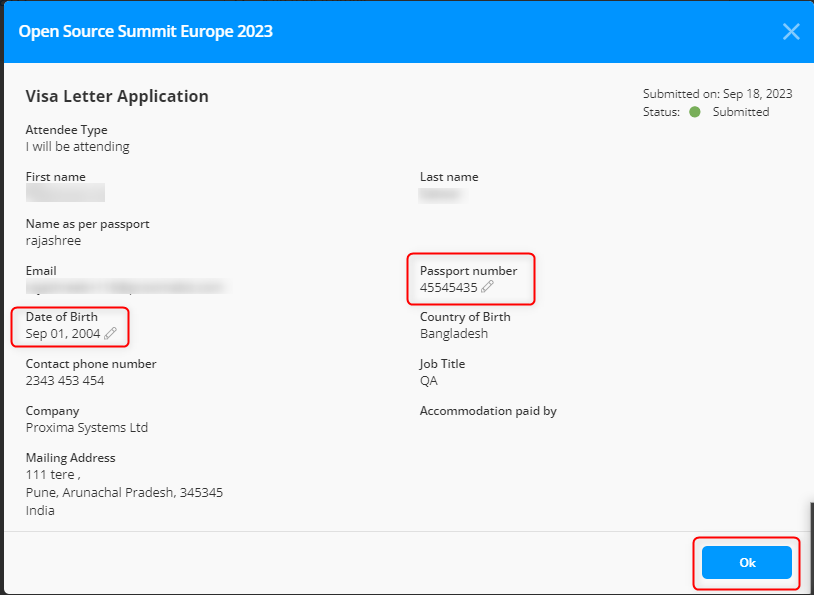 Open Source Summit Europe 2023
Visa Letter Application
Submitted on: Sep 18, 2023
Status: Submitted
Attendee Type
I will be attending
First name
Last name
Name as per passport
rajashree
Email
Passport number
45545435
Date of Birth
Sep 01, 2004
Country of Birth
Bangladesh
Contact phone number
2343 453 454
Job Title
QA
Company
Proxima Systems Ltd
Accommodation paid by
Mailing Address
111 tere ,
Pune, Arunachal Pradesh, 345345
India
Ok